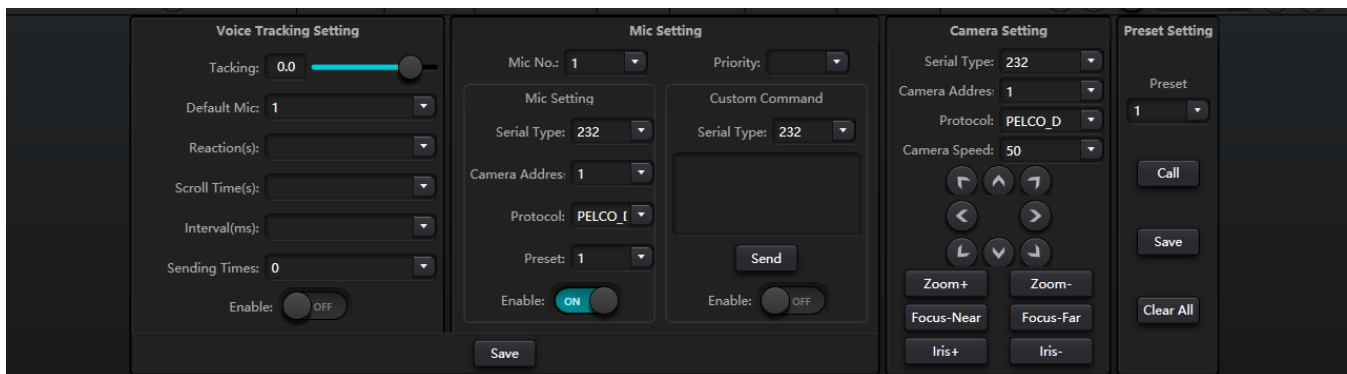 Voice Tracking Setting
Tacking: 0.0
Default Mic: 1
Reaction(s):
Scroll Time(s):
Interval(ms):
Sending Times: 0
Enable: OFF
Mic Setting
Mic No.: 1
Priority:
Mic Setting
Serial Type: 232
Camera Addres
1
Protocol: PELCO_
Preset: 1
Enable: ON
Custom Command
Serial Type: 232
Send
Enable: OFF
Save
Camera Setting
Serial Type: 232
Camera Addres
1
Protocol: PELCO_D
Camera Speed: 50
Zoom+ Zoom-
Focus-Near Focus-Far
Iris+ Iris-
Preset Setting
Preset
1
Call
Save
Clear All